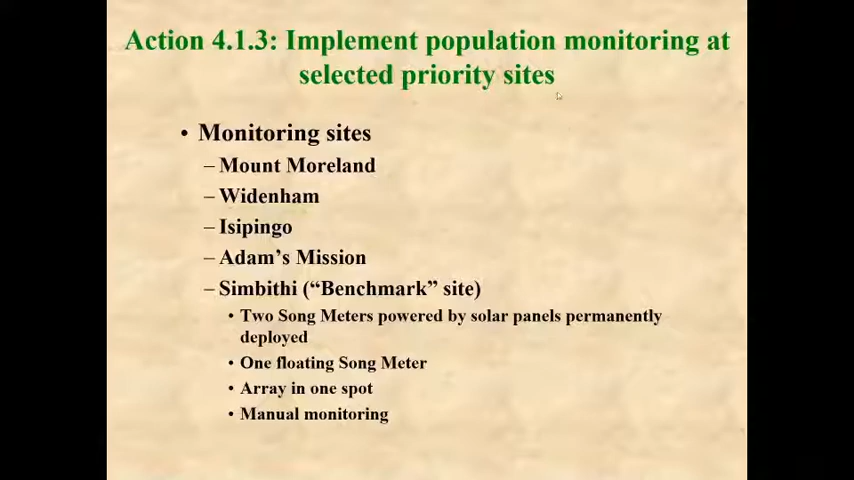 Action 4.1.3: Implement population monitoring at
selected priority sites
• Monitoring sites
– Mount Moreland
– Widenham
– Isipingo
– Adam’s Mission
– Simbithi (“Benchmark” site)
• Two Song Meters powered by solar panels permanently
deployed
• One floating Song Meter
• Array in one spot
• Manual monitoring